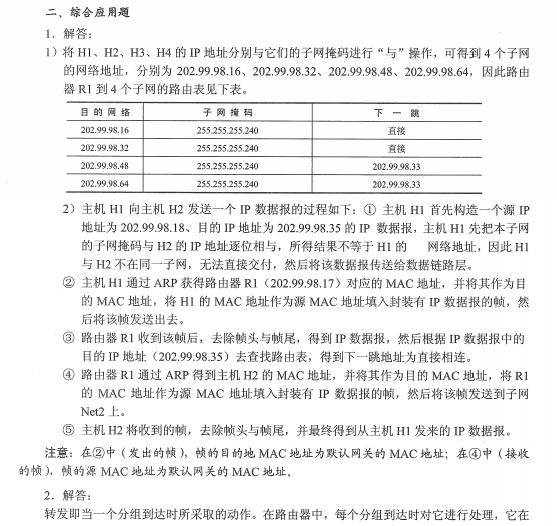 二、综合应用题
1．解答：
1）将 H1、H2、H3、H4 的 IP 地址分别与它们的子网掩码进行“与”操作，可得到 4 个子网
的网络地址，分别为 202.99.98.16、202.99.98.32、202.99.98.48、202.99.98.64，因此路由
器 R1 到 4 个子网的路由表见下表。
目 的 网 络 子 网 掩 码 下 一 跳
202.99.98.16 255.255.255.240 直接
202.99.98.32 255.255.255.240 直接
202.99.98.48 255.255.255.240 202.99.98.33
202.99.98.64 255.255.255.240 202.99.98.33
2）主机 H1 向主机 H2 发送一个 IP 数据报的过程如下：① 主机 H1 首先构造一个源 IP
地址为 202.99.98.18、目的 IP 地址为 202.99.98.35 的 IP 数据报，主机 H1 先把本子网
的子网掩码与 H2 的 IP 地址逐位相与，所得结果不等于 H1 的 网络地址，因此 H1
与 H2 不在同一子网，无法直接交付，然后将该数据报传送给数据链路层。
② 主机 H1 通过 ARP 获得路由器 R1（202.99.98.17）对应的 MAC 地址，并将其作为目
的 MAC 地址，将 H1 的 MAC 地址作为源 MAC 地址填入封装有 IP 数据报的帧，然
后将该帧发送出去。
③ 路由器 R1 收到该帧后，去除帧头与帧尾，得到 IP 数据报，然后根据 IP 数据报中的
目的 IP 地址（202.99.98.35）去查找路由表，得到下一跳地址为直接相连。
④ 路由器 R1 通过 ARP 得到主机 H2 的 MAC 地址，并将其作为目的 MAC 地址，将 R1
的 MAC 地址作为源 MAC 地址填入封装有 IP 数据报的帧，然后将该帧发送到子网
Net2 上。
⑤ 主机 H2 将收到的帧，去除帧头与帧尾，并最终得到从主机 H1 发来的 IP 数据报。
注意：在②中（发出的帧），帧的目的地 MAC 地址为默认网关的 MAC 地址；在④中（接收
的帧），帧的源 MAC 地址为默认网关的 MAC 地址。
2．解答：
转发即当一个分组到达时所采取的动作。在路由器中，每个分组到达时对它进行处理，它在